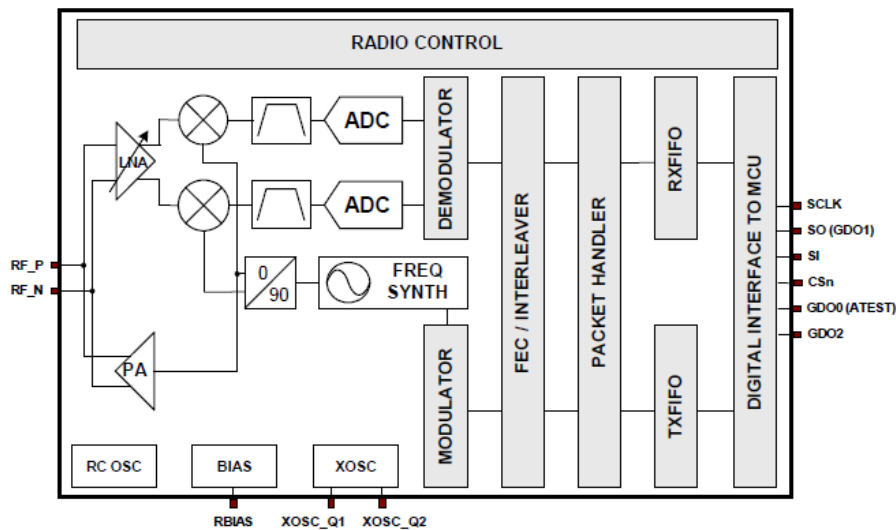 RADIO CONTROL
LNA
ADC
ADC
DEMODULATOR
FEC / INTERLEAVER
PACKET HANDLER
RXFIFO
DIGITAL INTERFACE TO MCU
SCLK
SO (GDO1)
SI
CSn
GDO0 (ATEST)
GDO2
RF_P
RF_N
0
90
FREQ
SYNTH
PA
MODULATOR
TXFIFO
RC OSC
BIAS
XOSC
RBIAS
XOSC_Q1
XOSC_Q2